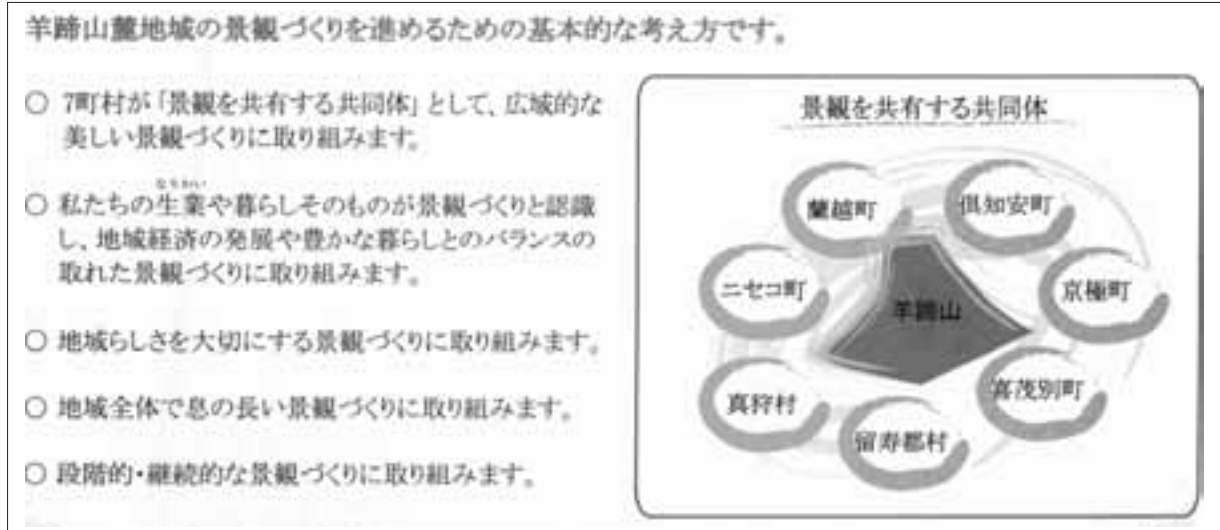 羊蹄山麓地域の景観づくりを進めるための基本的な考え方です。
○ 7町村が「景観を共有する共同体」として、広域的な
美しい景観づくりに取り組みます。
なりわい
○ 私たちの生業や暮らしそのものが景観づくりと認識
し、地域経済の発展や豊かな暮らしとのバランスの
取れた景観づくりに取り組みます。
○ 地域らしさを大切にする景観づくりに取り組みます。
○ 地域全体で息の長い景観づくりに取り組みます。
○ 段階的・継続的な景観づくりに取り組みます。
景観を共有する共同体
蘭越町
倶知安町
ニセコ町
京極町
羊蹄山
真狩村
喜茂別町
留寿都村